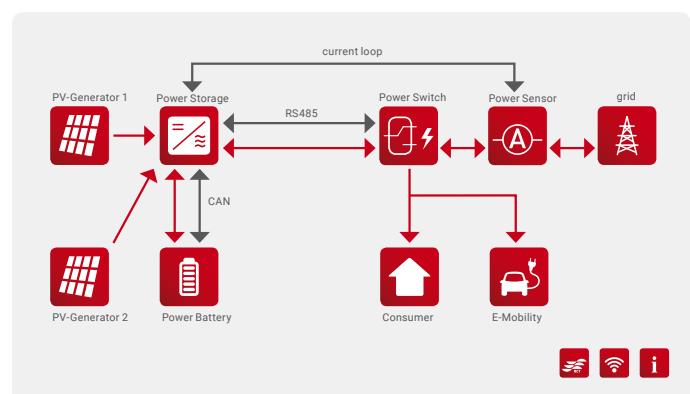 current loop
PV-Generator 1
Power Storage
RS485
Power Switch
Power Sensor
grid
A
CAN
PV-Generator 2
Power Battery
Consumer
E-Mobility
RCT
i